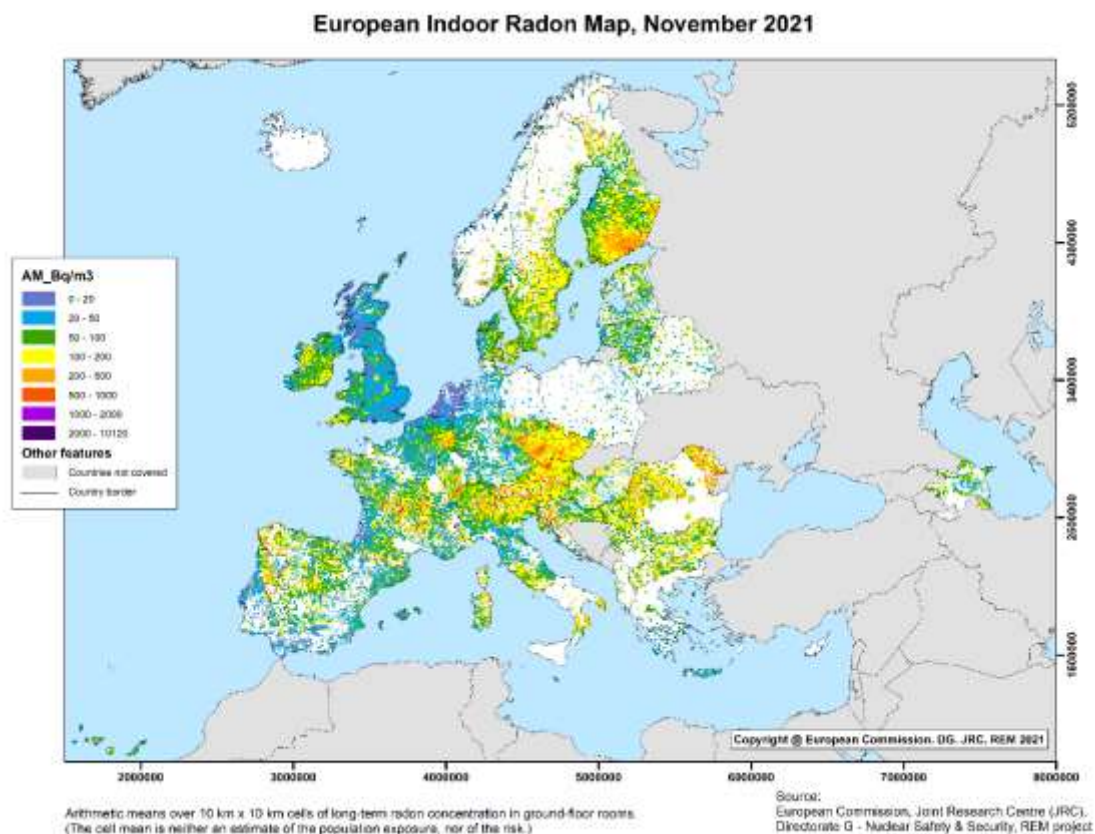 European Indoor Radon Map, November 2021
AM_Bq/m3
0 - 20
20 - 50
50 - 100
100 - 200
200 - 500
500 - 1000
1000 - 2000
2000 - 10120
Other features
Countries not covered
Country border
5200000
4300000
3400000
2500000
1600000
Copyright @ European Commission. DG. JRC, REM 2021
2000000 3000000 4000000 5000000 6000000 7000000 8000000
Arithmetic means over 10 km x 10 km cells of long-term radon concentration in ground-floor rooms.
(The cell mean is neither an estimate of the population exposure, nor of the risk.)
Source:
European Commission, Joint Research Centre (JRC),
Directorate G - Nuclear Safety & Security, REM project